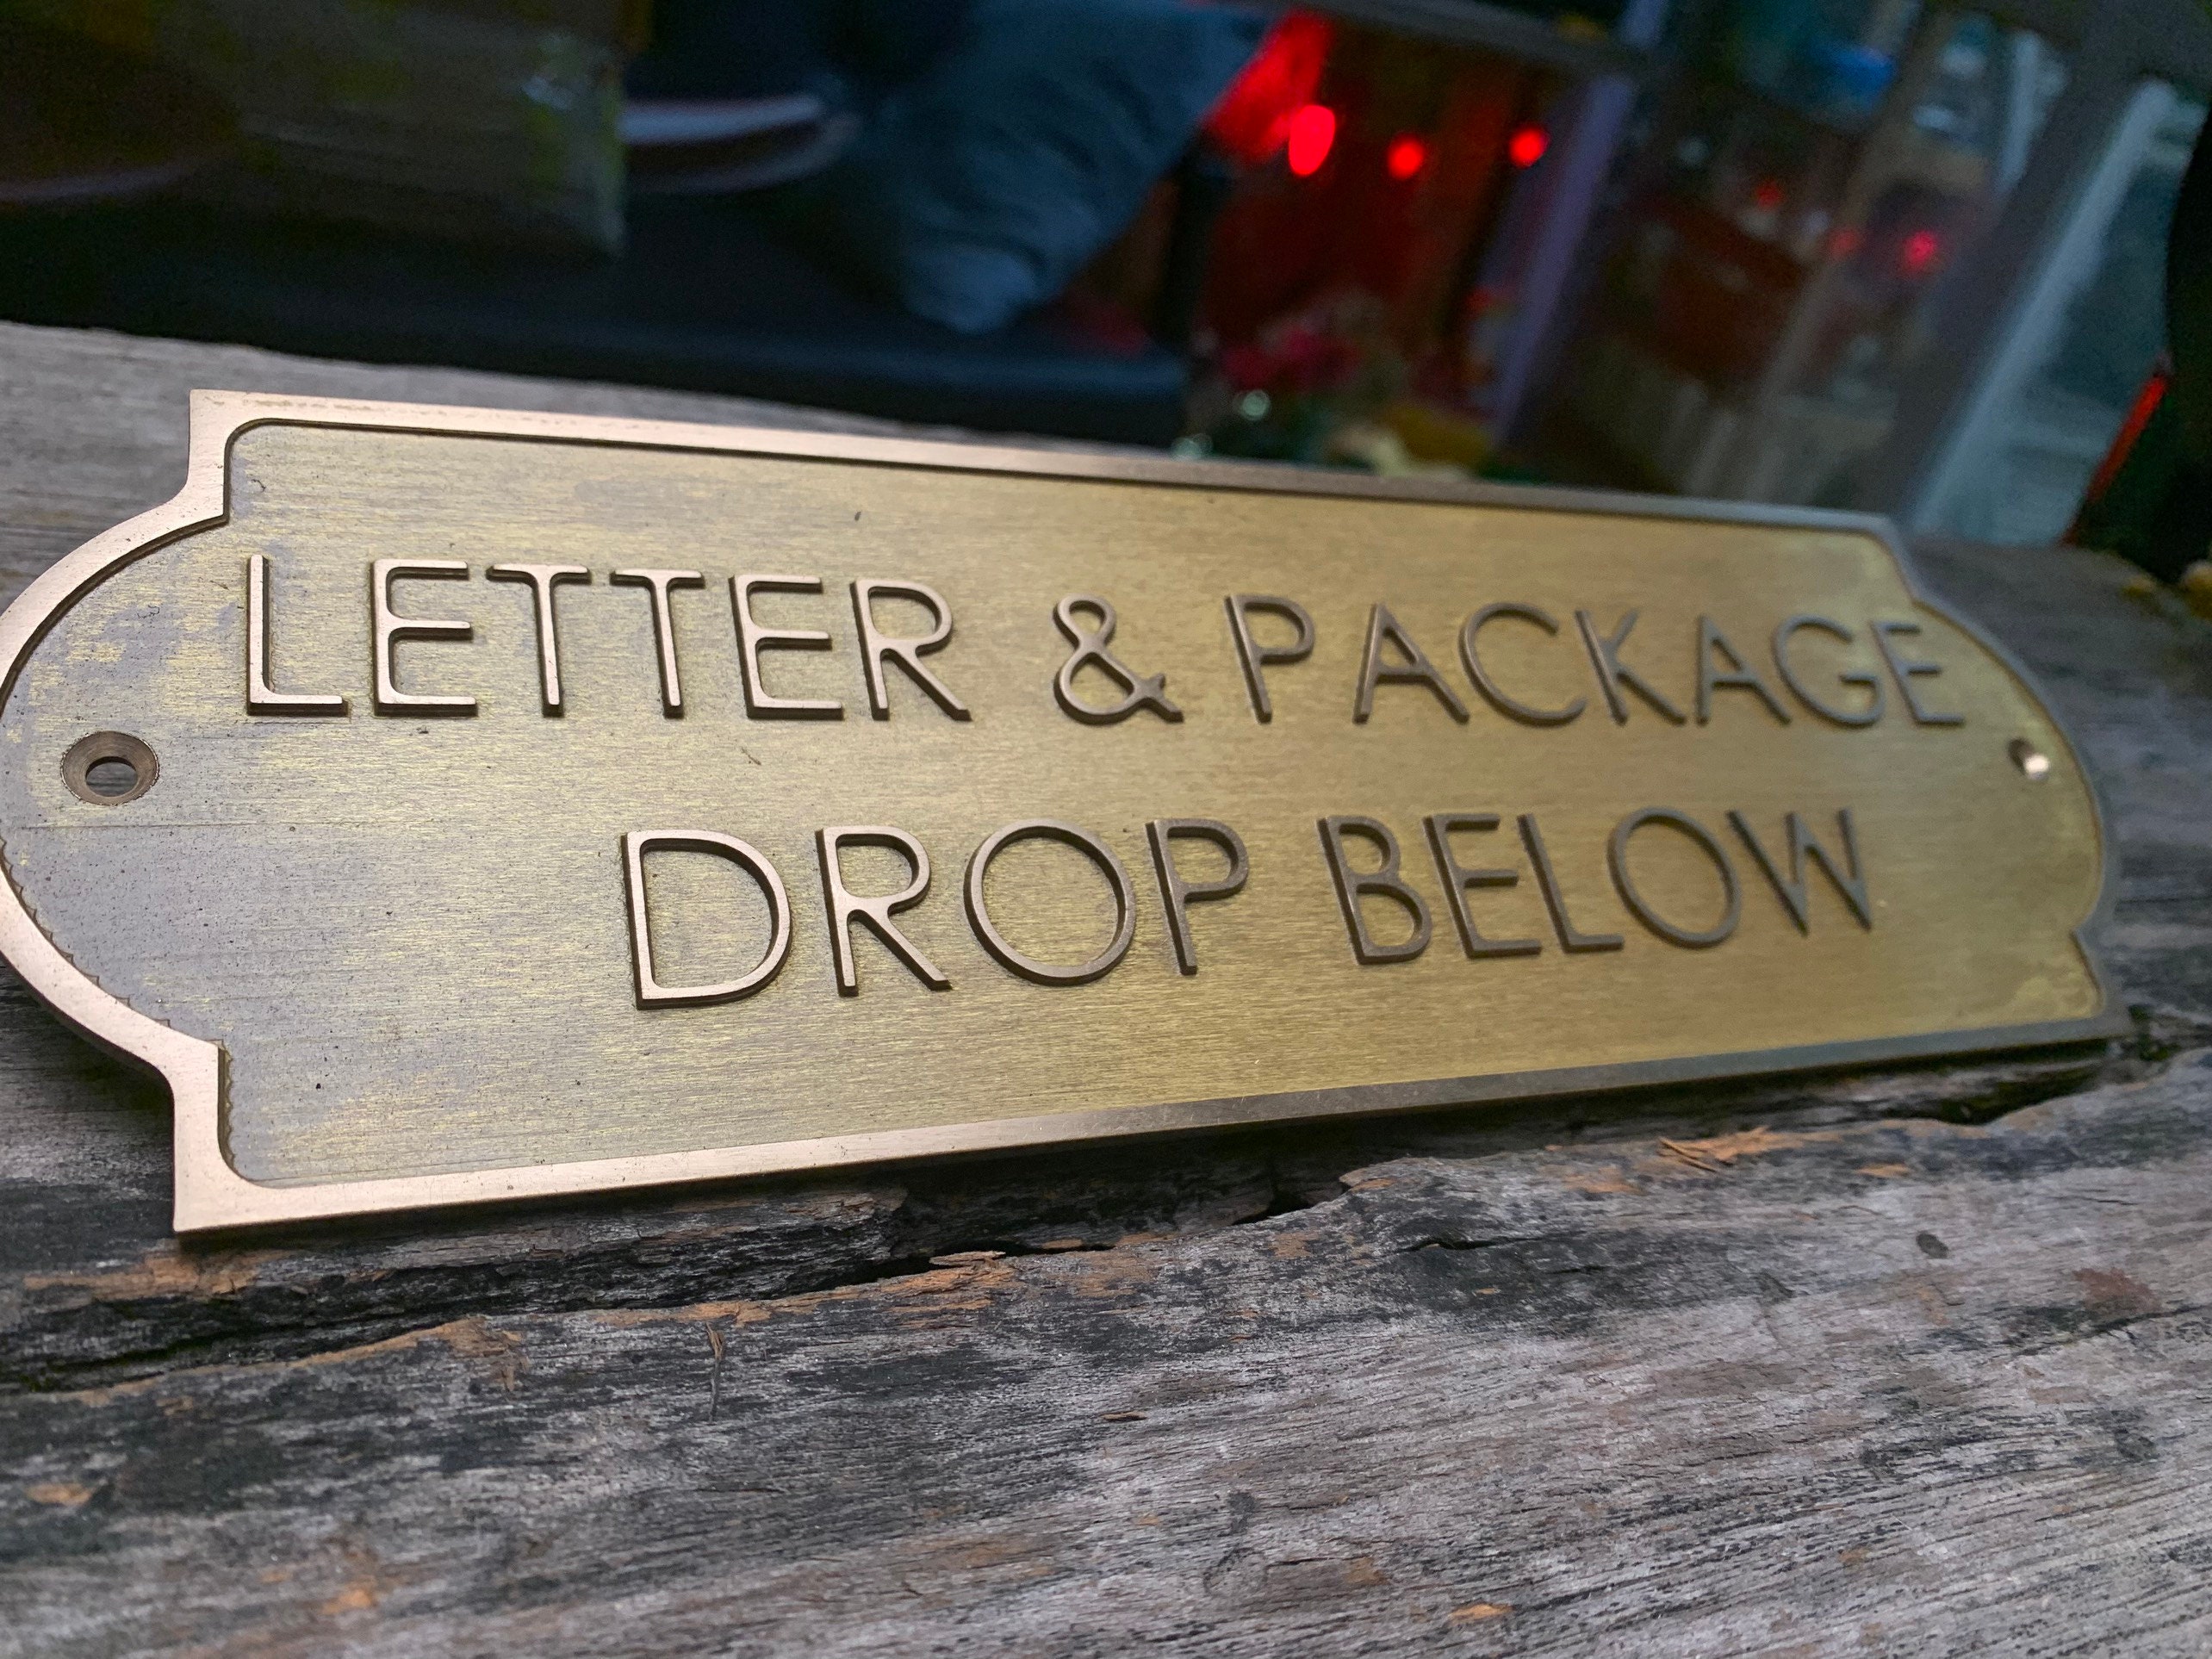 LETTER & PACKAGE
DROP BELOW